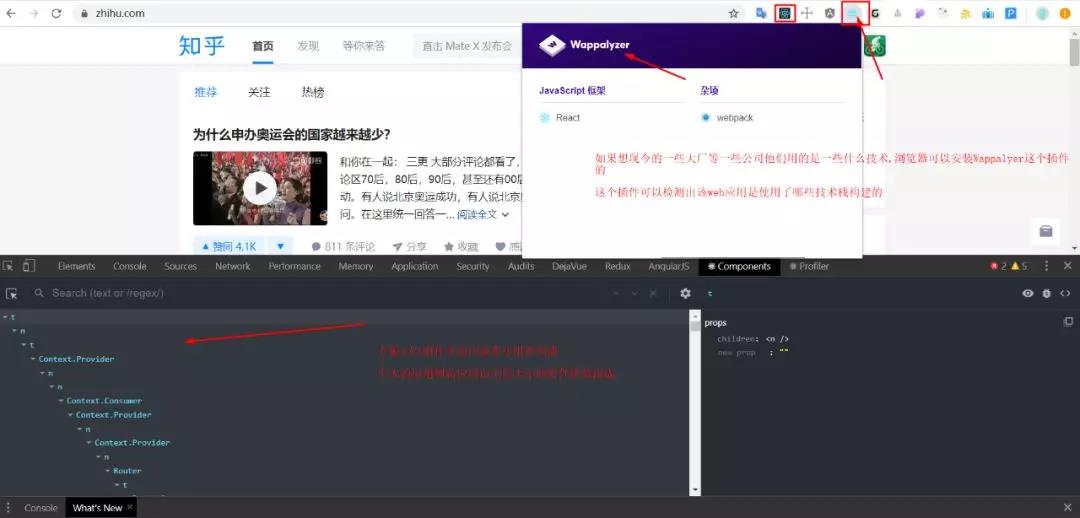 zhihu.com
知乎
首页
发现
等你来答
直击 Mate X 发布会
Wappalyzer
推荐
关注
热榜
JavaScript 框架
杂项
React
webpack
为什么申办奥运会的国家越来越少?
和你在一起: 三更 大部分评论都看了,
论区70后,80后,90后,甚至还有00后
动。有人说北京奥运成功,有人说北京
问。在这里统一回答一... 阅读全文
如果想现今的一些大厂等一些公司他们用的是一些什么技术,浏览器可以安装Wappalyer这个插件
的
这个插件可以检测出该web应用是使用了哪些技术栈构建的
赞同 4.1K
811 条评论
分享
收藏
Elements
Console
Sources
Network
Performance
Memory
Application
Security
Audits
DejaVue
Redux
AngularJS
Components
Profiler
2
5
Search (text or /regex/)
t
t
n
t
Context.Provider
n
n
Context.Consumer
Context.Provider
n
Context.Provider
n
Router
t
props
children: <n />
new prop : ""
Console
What's New